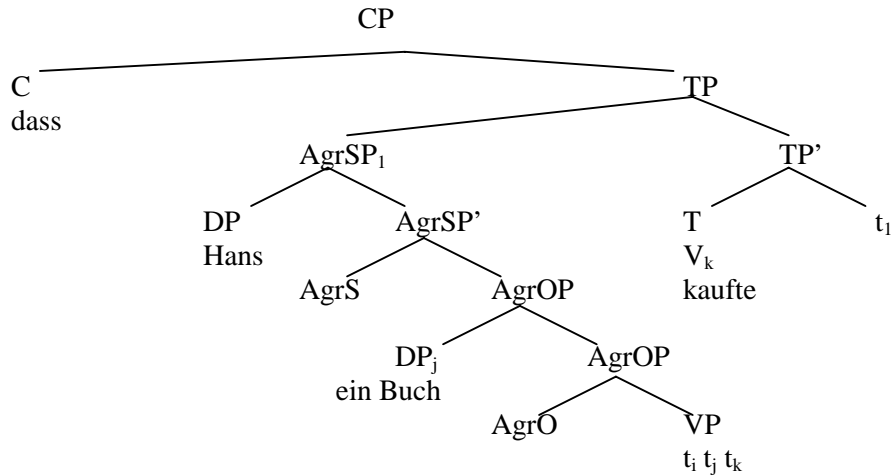 CP
C TP
dass
AgrSP₁ TP’
DP AgrSP’ T t₁
Hans Vₖ
AgrS AgrOP kaufte
DPⱼ AgrOP
ein Buch
AgrO VP
tᵢ tⱼ tₖ